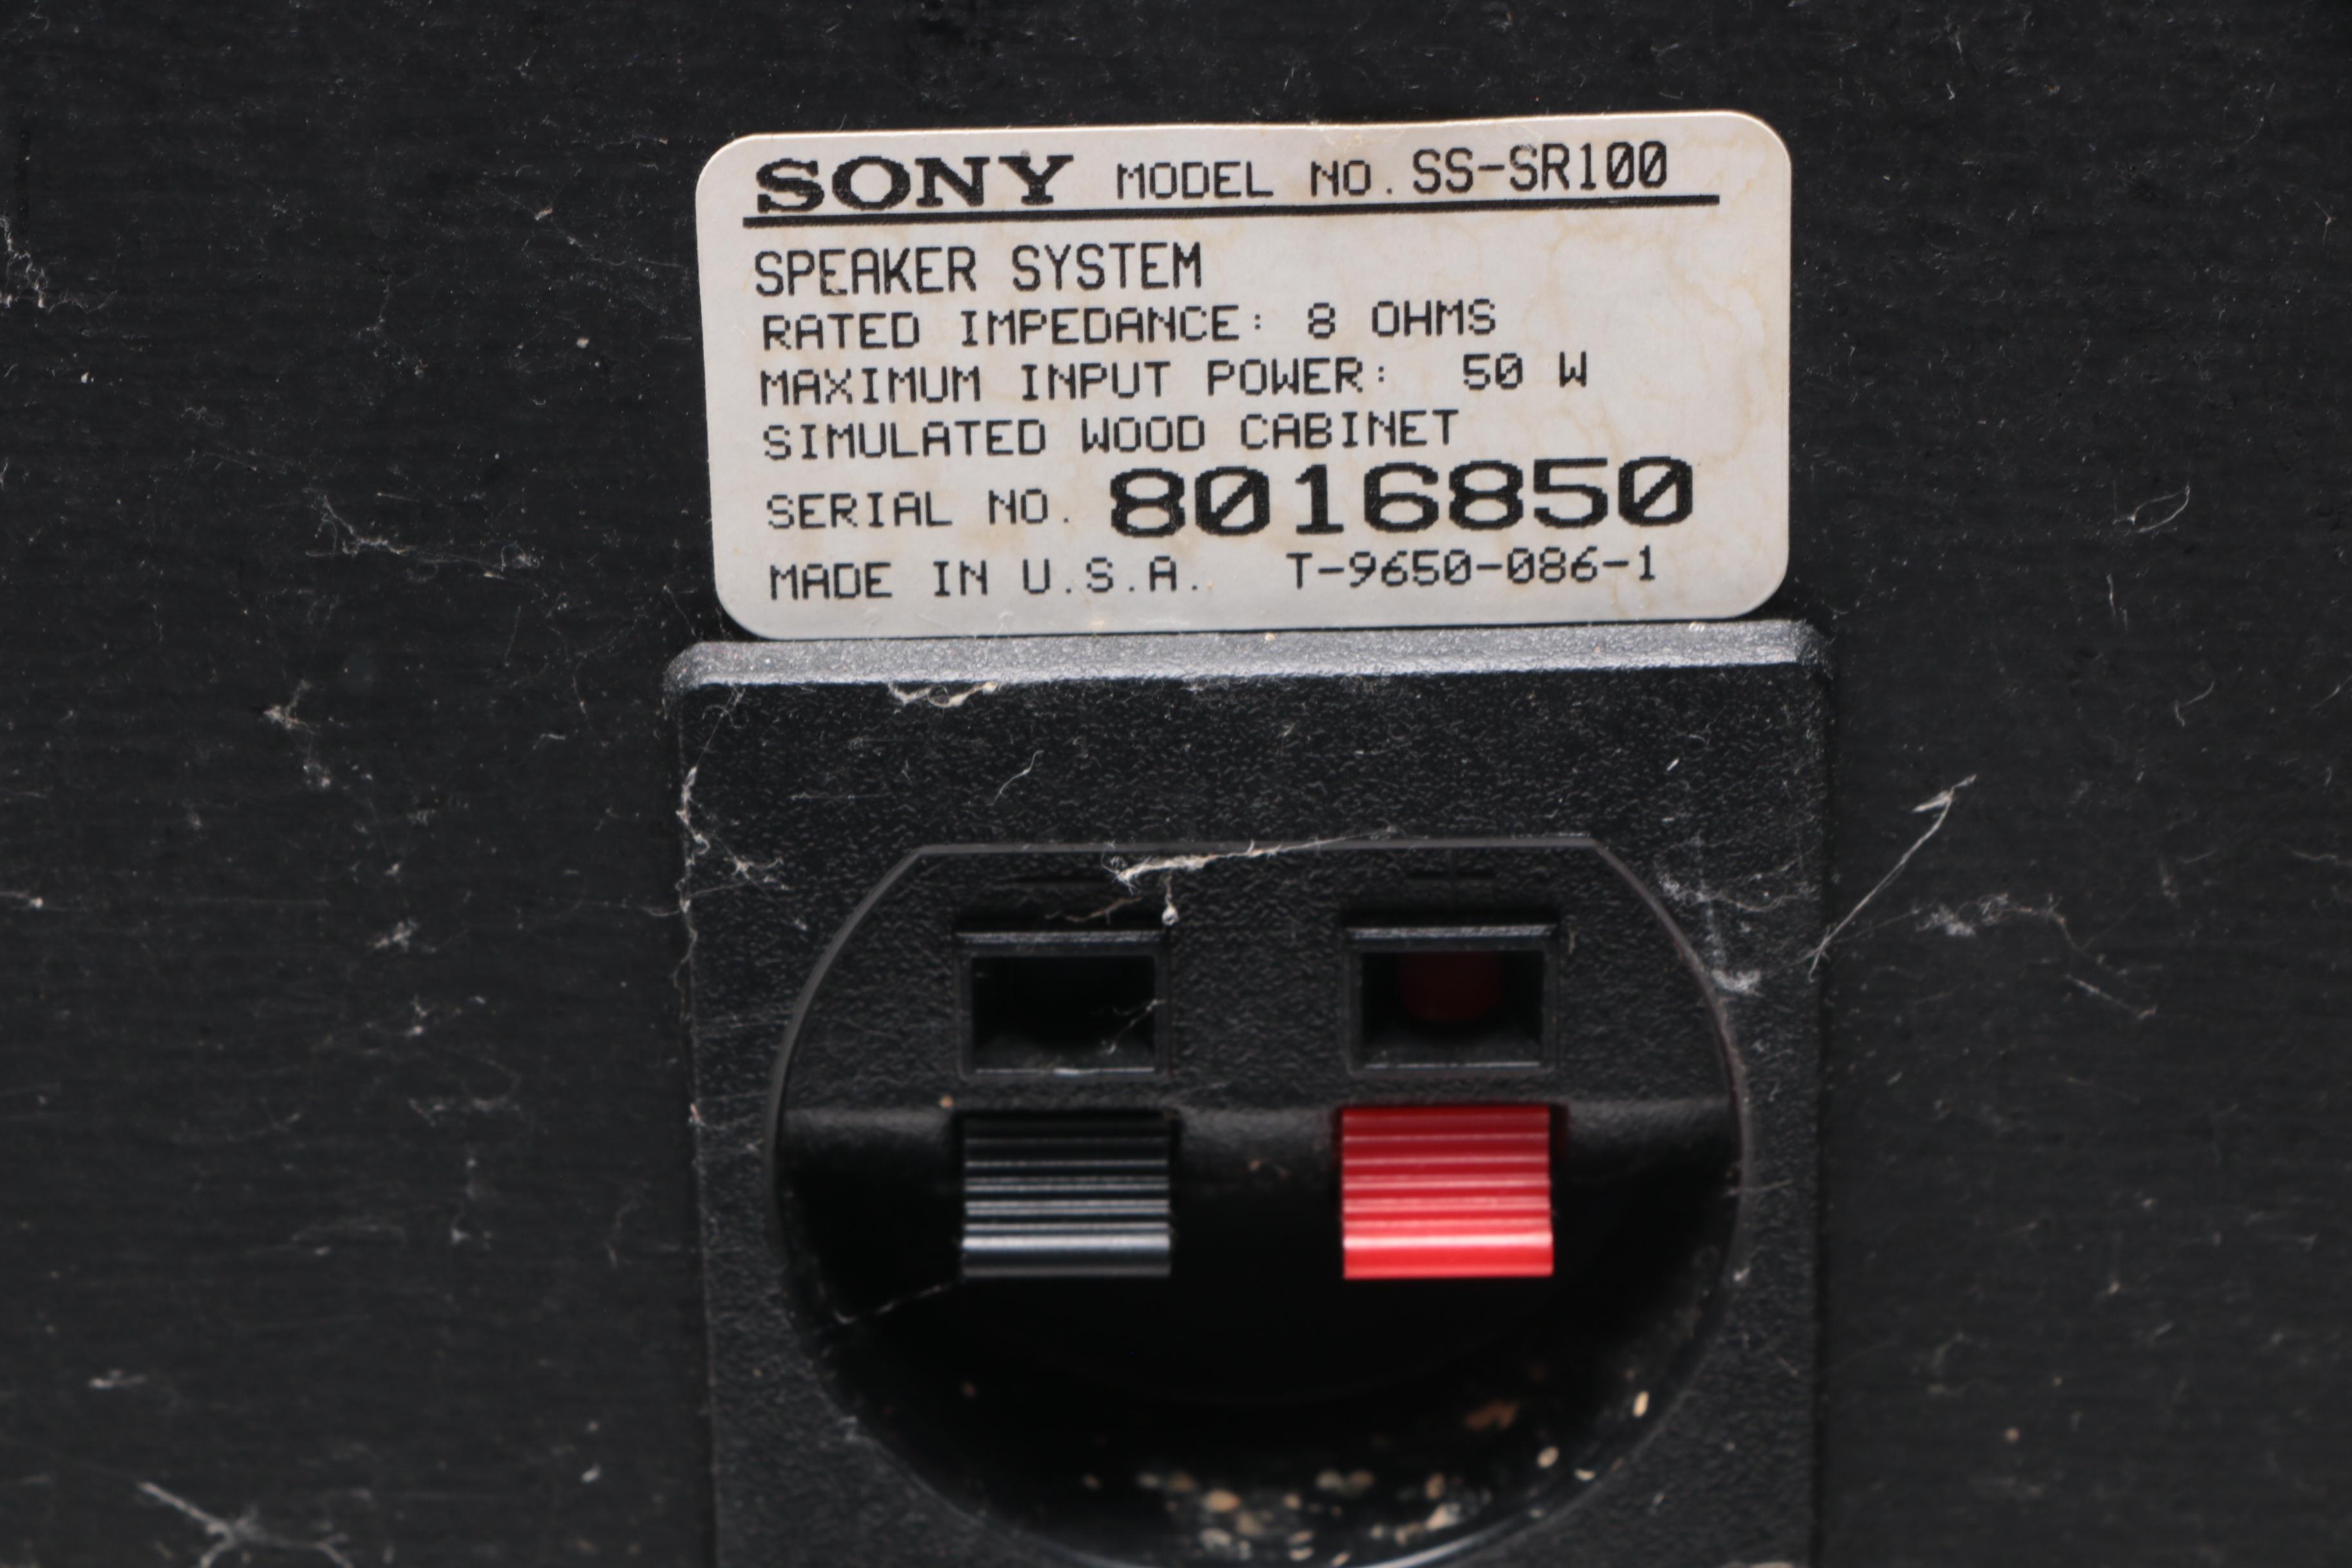 SONY MODEL NO. SS-SR100
SPEAKER SYSTEM
RATED IMPEDANCE: 8 OHMS
MAXIMUM INPUT POWER: 50 W
SIMULATED WOOD CABINET
SERIAL NO. 8016850
MADE IN U.S.A. T-9650-086-1